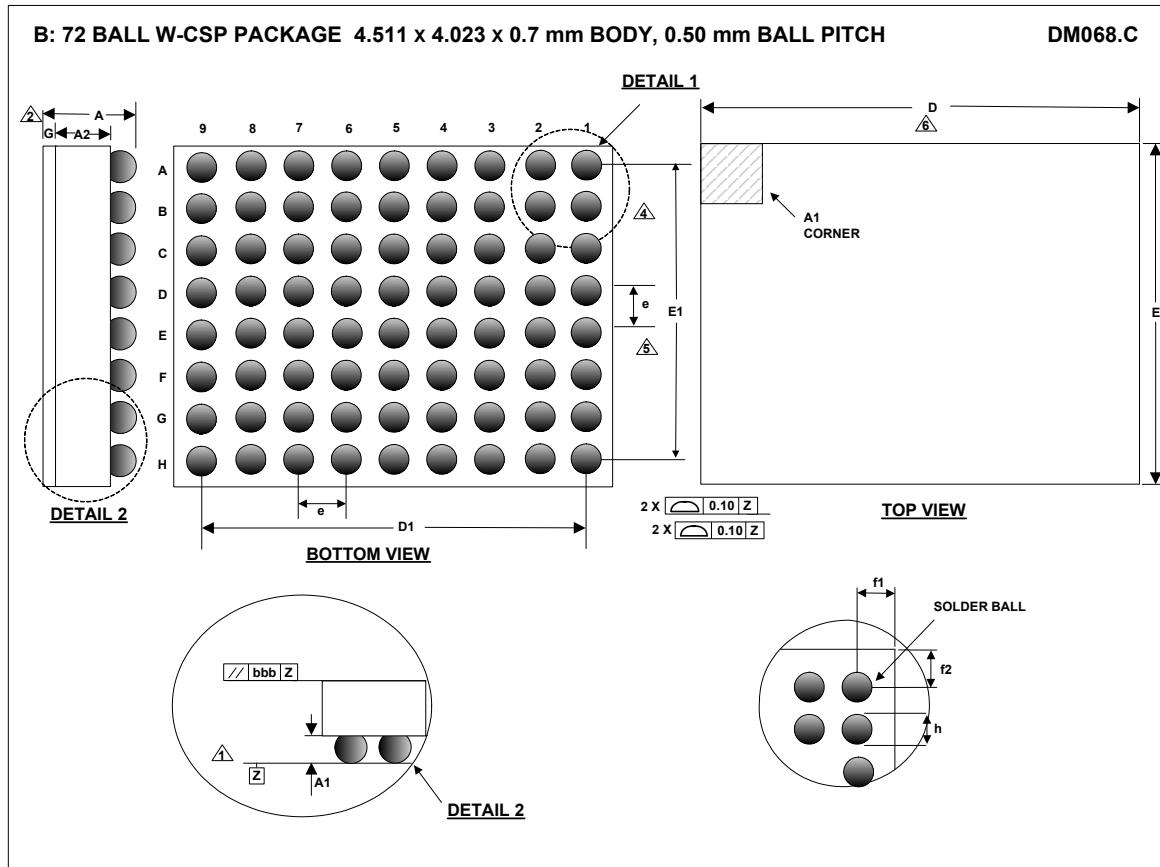 B: 72 BALL W-CSP PACKAGE 4.511 x 4.023 x 0.7 mm BODY, 0.50 mm BALL PITCH DM068.C
DETAIL 1
2 A
G A2
9 8 7 6 5 4 3 2 1
D
6
A
B
C
D
E
F
G
H
4
e
5
E1
A1
CORNER
E
e
D1
DETAIL 2
BOTTOM VIEW
2 X 0.10 Z
2 X 0.10 Z
TOP VIEW
// bbb Z
1
Z
A1
DETAIL 2
f1
SOLDER BALL
f2
h